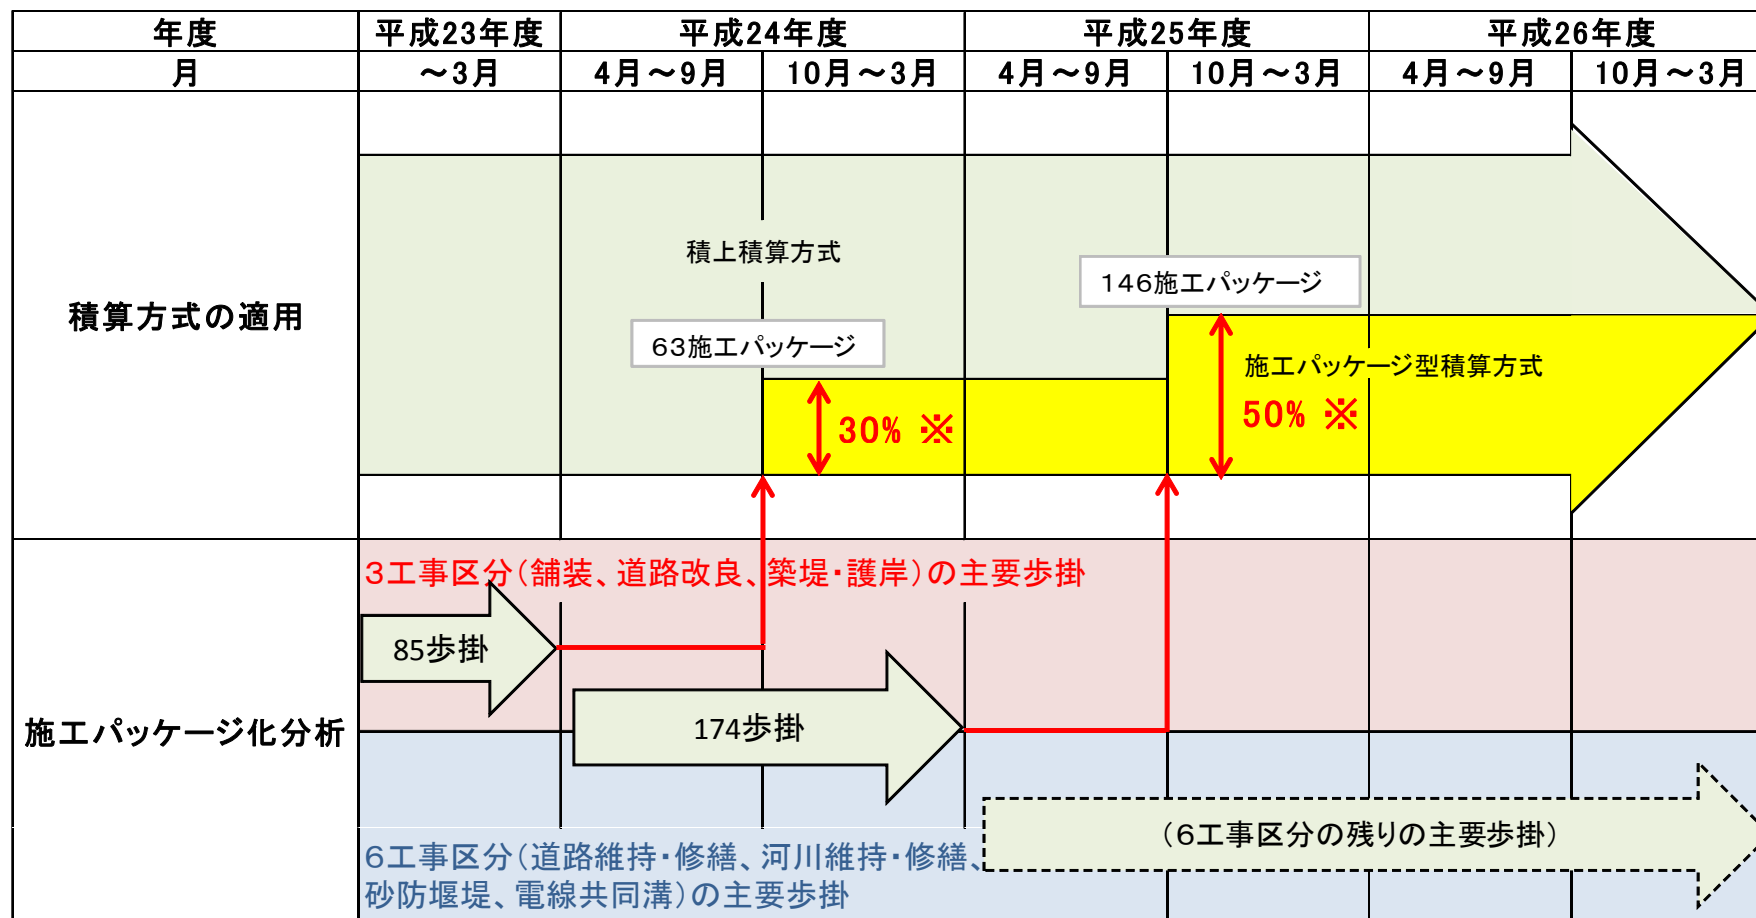 年度 平成23年度 平成24年度 平成25年度 平成26年度
月 ～3月 4月～9月 10月～3月 4月～9月 10月～3月 4月～9月 10月～3月
積算方式の適用
積上積算方式
146施工パッケージ
63施工パッケージ
施工パッケージ型積算方式
30% ※
50% ※
施工パッケージ化分析
3工事区分(舗装、道路改良、築堤・護岸)の主要歩掛
85歩掛
174歩掛
(6工事区分の残りの主要歩掛)
6工事区分(道路維持・修繕、河川維持・修繕、
砂防堰堤、電線共同溝)の主要歩掛